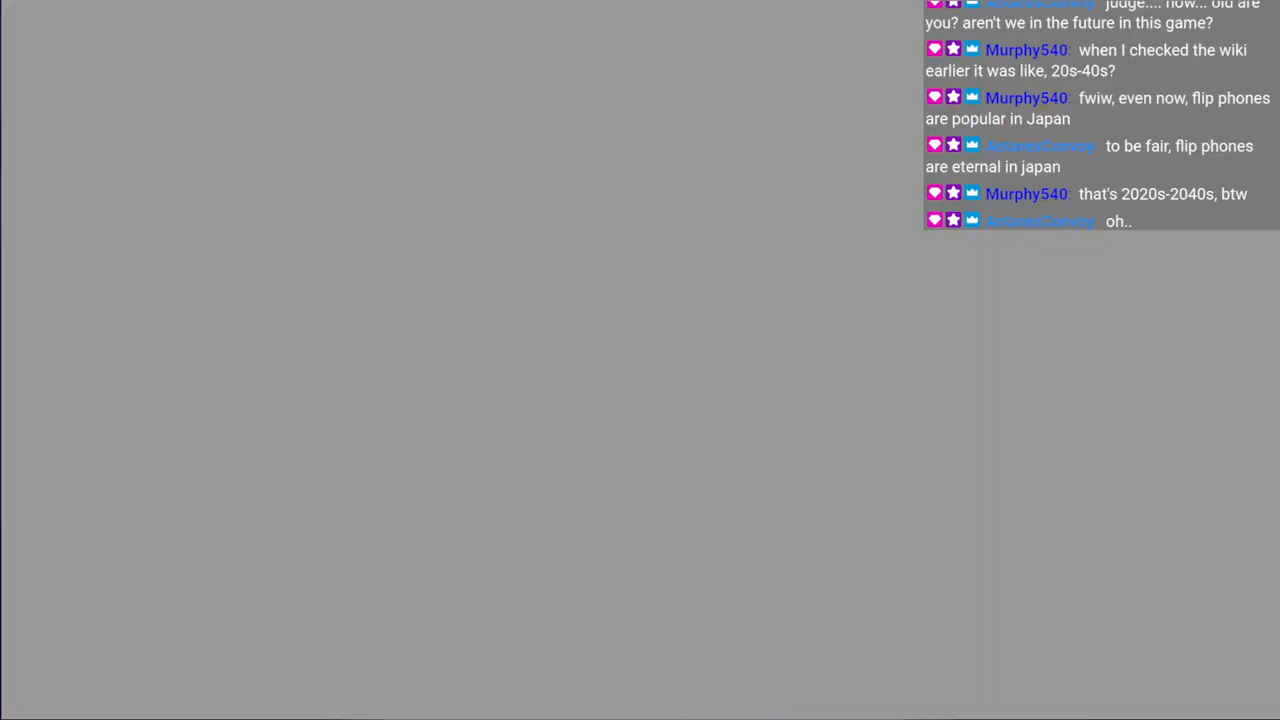 judge.... how... old are
you? aren't we in the future in this game?
Murphy540: when I checked the wiki
earlier it was like, 20s-40s?
Murphy540: fwiw, even now, flip phones
are popular in Japan
AntaresConvoy to be fair, flip phones
are eternal in japan
Murphy540: that's 2020s-2040s, btw
AntaresConvoy oh..